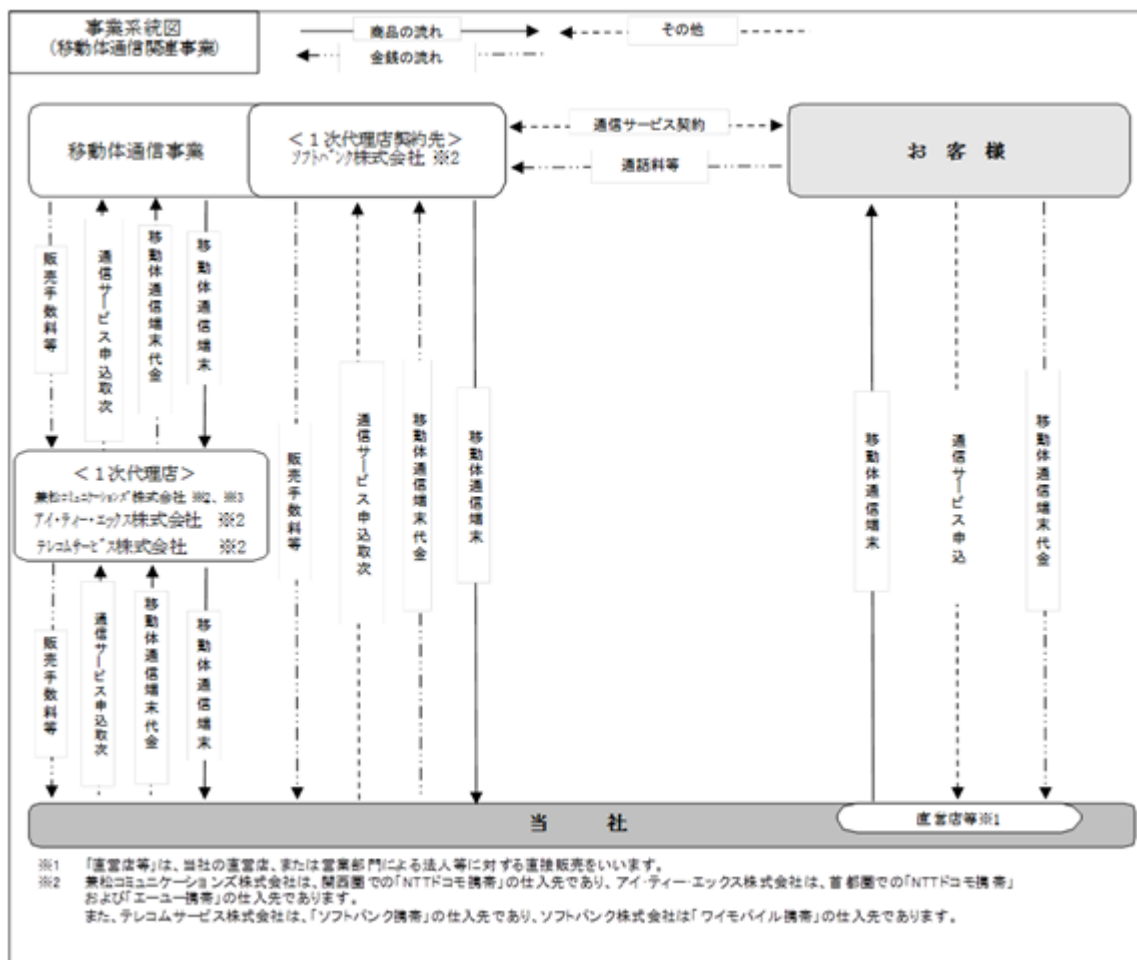 事業系統図
(移動体通信関連事業)
商品の流れ
その他
金銭の流れ
移動体通信事業
<1次代理店契約先>
ソフトバンク株式会社 ※2
通信サービス契約
通話料等
お客様
販売手数料等
通信サービス申込取次
移動体通信端末代金
移動体通信端末
<1次代理店>
兼松コミュニケーションズ株式会社 ※2、※3
アイ・ティー・エックス株式会社 ※2
テレコムサービス株式会社 ※2
販売手数料等
通信サービス申込取次
移動体通信端末代金
移動体通信端末
販売手数料等
通信サービス申込取次
移動体通信端末代金
移動体通信端末
移動体通信端末
通信サービス申込
移動体通信端末代金
当社
直営店等※1
※1 「直営店等」は、当社の直営店、または営業部門による法人等に対する直接販売をいいます。
※2 兼松コミュニケーションズ株式会社は、関西圏での「NTTドコモ携帯」の仕入先であり、アイ・ティー・エックス株式会社は、首都圏での「NTTドコモ携帯」
および「エーユー携帯」の仕入先であります。
また、テレコムサービス株式会社は、「ソフトバンク携帯」の仕入先であり、ソフトバンク株式会社は「ワイモバイル携帯」の仕入先であります。